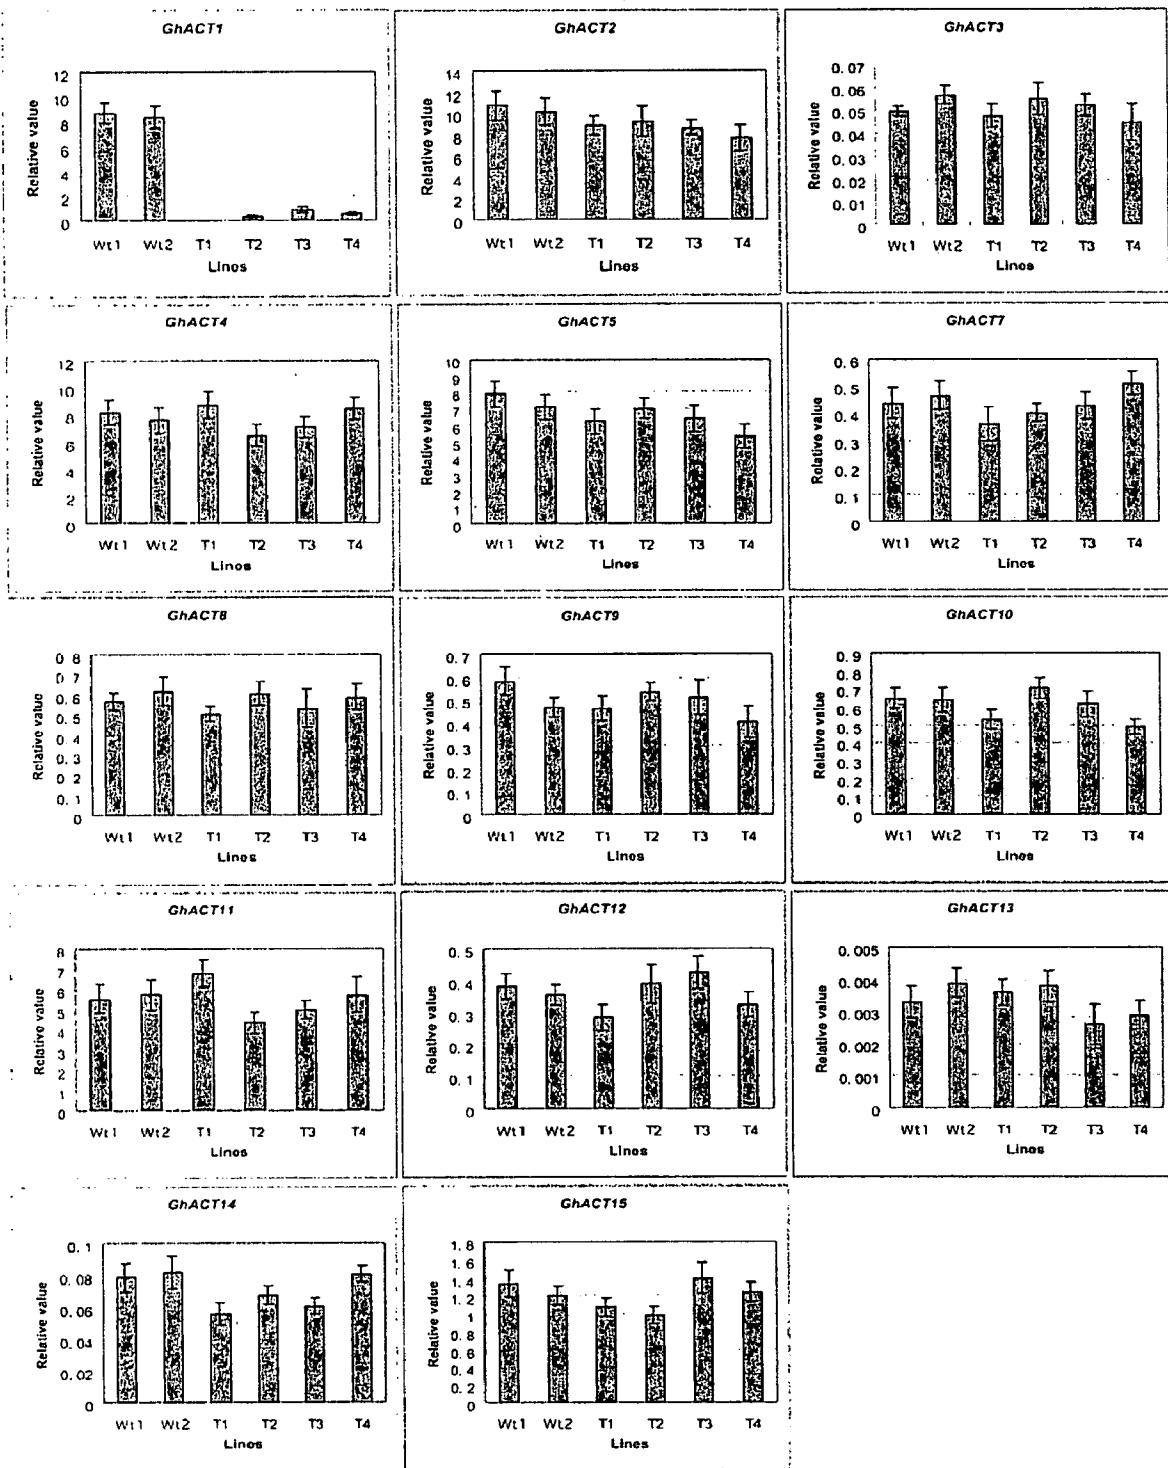 GhACT1
Relative value
12
10
8
6
4
2
0
Wt1 Wt2 T1 T2 T3 T4
Lines
GhACT2
Relative value
14
12
10
8
6
4
2
0
Wt1 Wt2 T1 T2 T3 T4
Lines
GhACT3
Relative value
0.07
0.06
0.05
0.04
0.03
0.02
0.01
0
Wt1 Wt2 T1 T2 T3 T4
Lines
GhACT4
Relative value
12
10
8
6
4
2
0
Wt1 Wt2 T1 T2 T3 T4
Lines
GhACT5
Relative value
10
9
8
7
6
5
4
3
2
1
0
Wt1 Wt2 T1 T2 T3 T4
Lines
GhACT7
Relative value
0.6
0.5
0.4
0.3
0.2
0.1
0
Wt1 Wt2 T1 T2 T3 T4
Lines
GhACT8
Relative value
0.8
0.7
0.6
0.5
0.4
0.3
0.2
0.1
0
Wt1 Wt2 T1 T2 T3 T4
Lines
GhACT9
Relative value
0.7
0.6
0.5
0.4
0.3
0.2
0.1
0
Wt1 Wt2 T1 T2 T3 T4
Lines
GhACT10
Relative value
0.9
0.8
0.7
0.6
0.5
0.4
0.3
0.2
0.1
0
Wt1 Wt2 T1 T2 T3 T4
Lines
GhACT11
Relative value
8
7
6
5
4
3
2
1
0
Wt1 Wt2 T1 T2 T3 T4
Lines
GhACT12
Relative value
0.5
0.4
0.3
0.2
0.1
0
Wt1 Wt2 T1 T2 T3 T4
Lines
GhACT13
Relative value
0.005
0.004
0.003
0.002
0.001
0
Wt1 Wt2 T1 T2 T3 T4
Lines
GhACT14
Relative value
0.1
0.08
0.06
0.04
0.02
0
Wt1 Wt2 T1 T2 T3 T4
Lines
GhACT15
Relative value
1.8
1.6
1.4
1.2
1
0.8
0.6
0.4
0.2
0
Wt1 Wt2 T1 T2 T3 T4
Lines